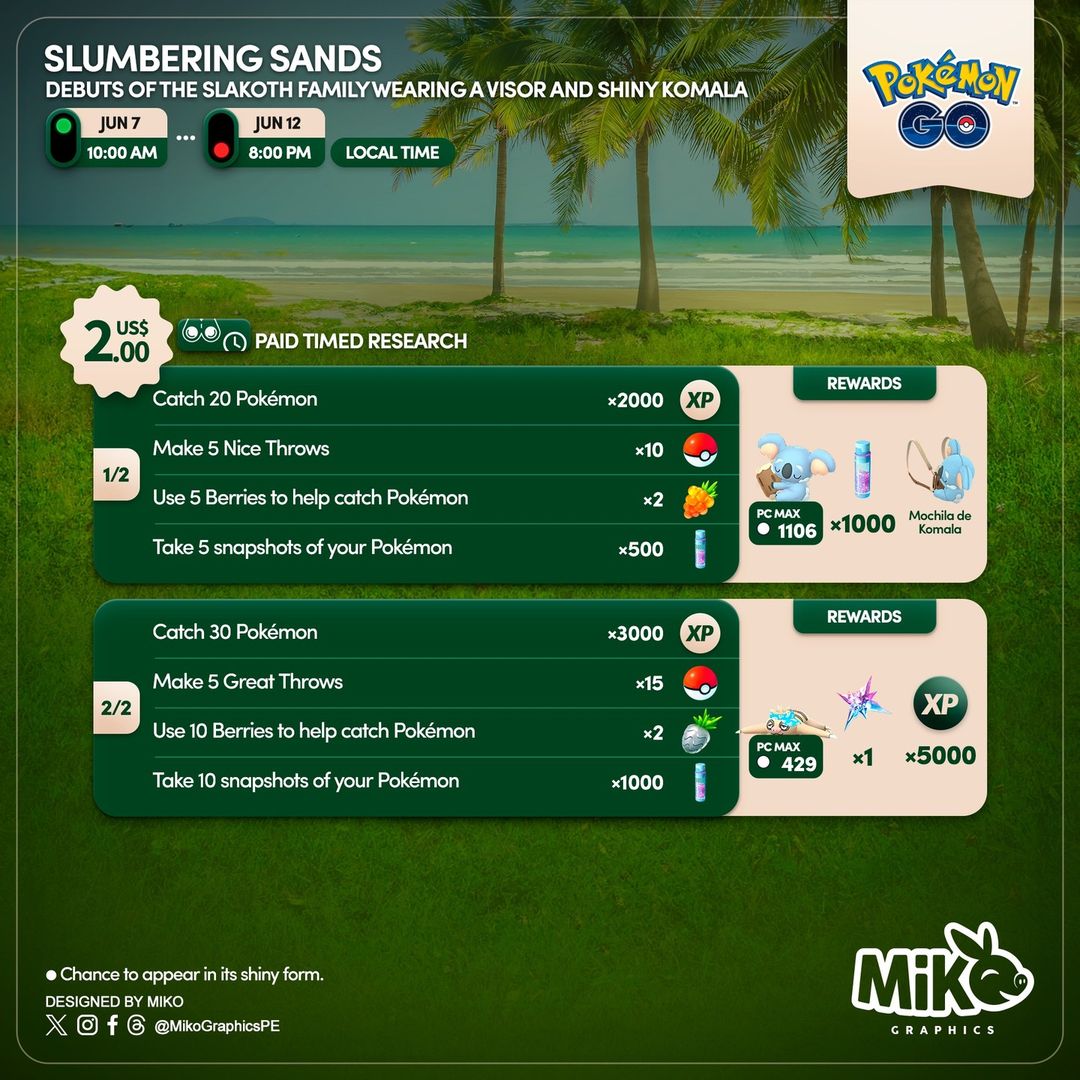 SLUMBERING SANDS
DEBUTS OF THE SLAKOTH FAMILY WEARING A VISOR AND SHINY KOMALA
JUN 7
10:00 AM
...
JUN 12
8:00 PM
LOCAL TIME
POKéMON
GO
2.00 US$
PAID TIMED RESEARCH
1/2
Catch 20 Pokémon ×2000 XP
Make 5 Nice Throws ×10
Use 5 Berries to help catch Pokémon ×2
Take 5 snapshots of your Pokémon ×500
REWARDS
PC MAX
1106
×1000
Mochila de
Komala
2/2
Catch 30 Pokémon ×3000 XP
Make 5 Great Throws ×15
Use 10 Berries to help catch Pokémon ×2
Take 10 snapshots of your Pokémon ×1000
REWARDS
PC MAX
429
×1
XP
×5000
● Chance to appear in its shiny form.
DESIGNED BY MIKO
@MikoGraphicsPE
MiKO
GRAPHICS